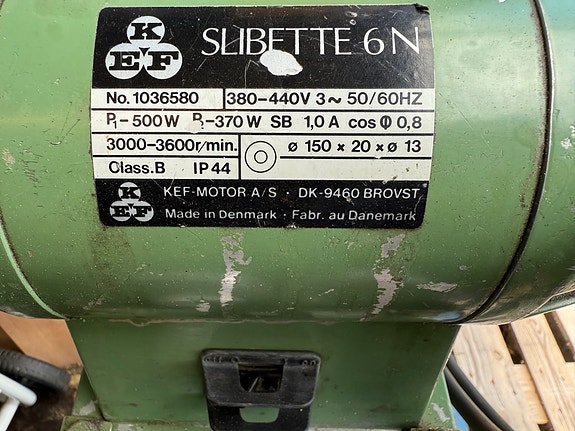 K
EF
SLIBETTE 6N
No. 1036580 380-440V 3~ 50/60HZ
P₁-500W P₂-370W SB 1,0A cos Φ 0,8
3000-3600r/min. ø 150 × 20 × ø 13
Class.B IP44
K
EF
KEF-MOTOR A/S · DK-9460 BROVST
Made in Denmark · Fabr. au Danemark